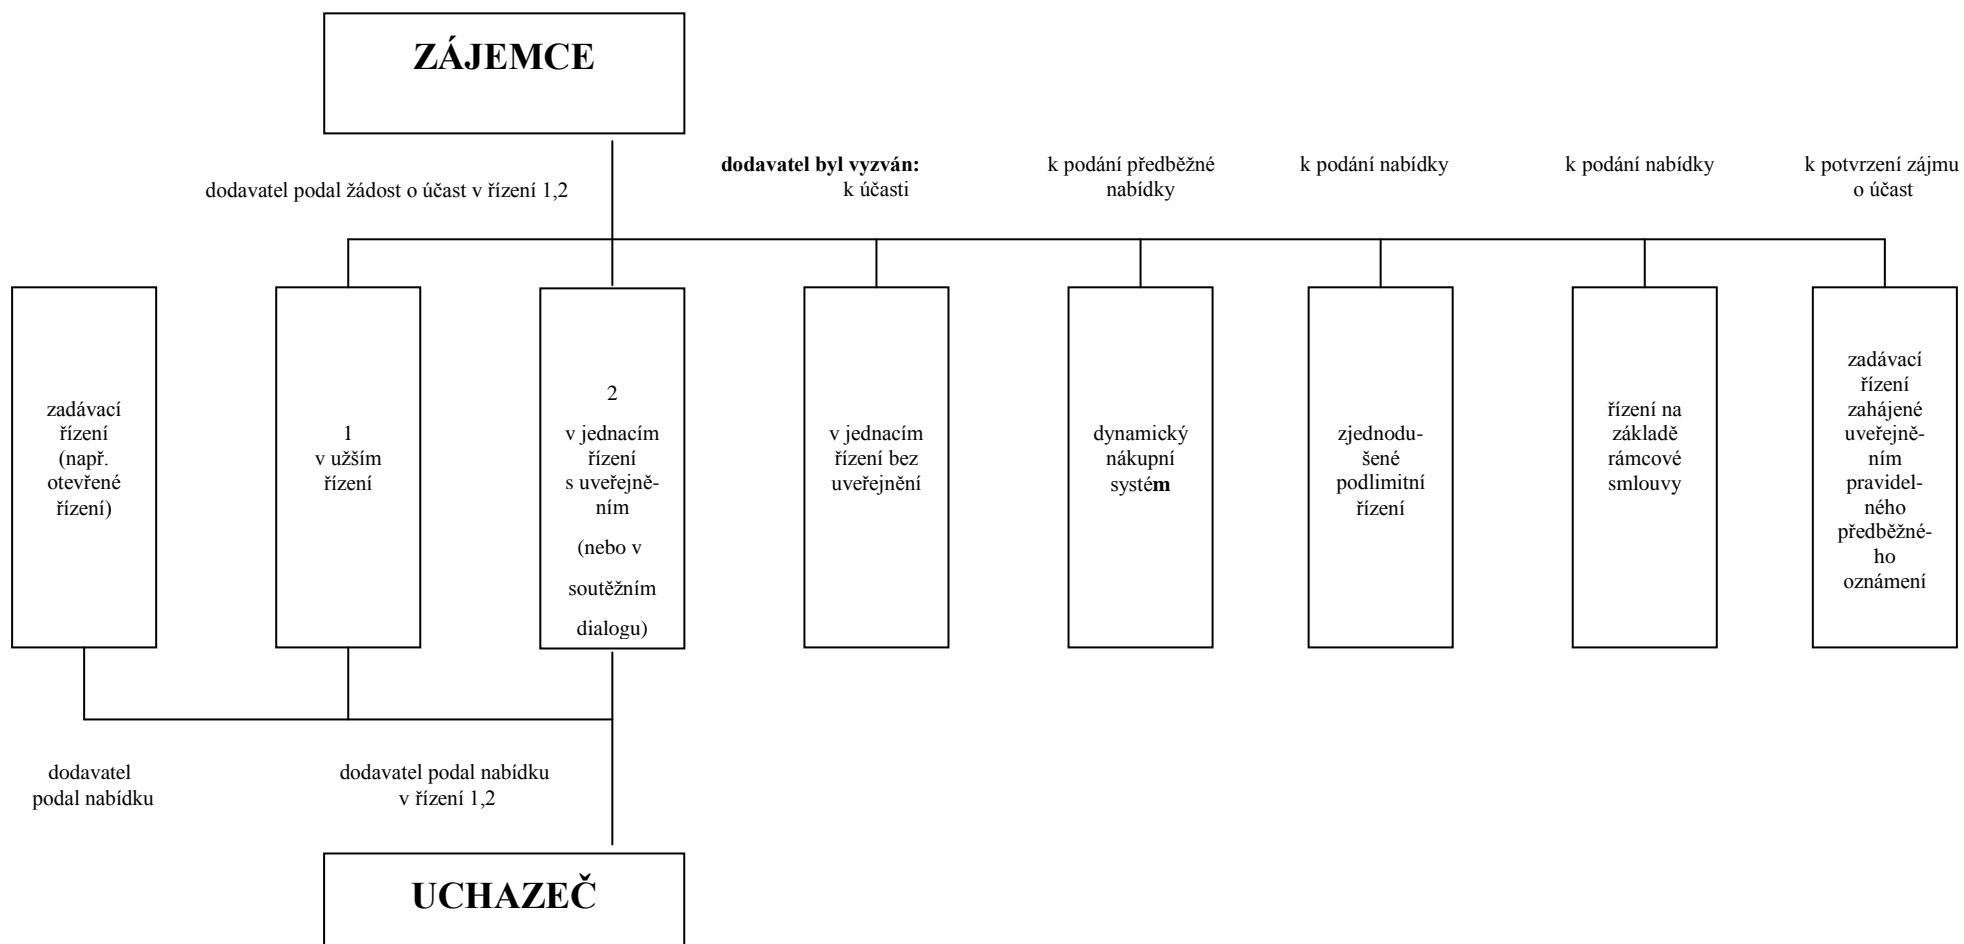 ZÁJEMCE
dodavatel podal žádost o účast v řízení 1,2
dodavatel byl vyzván:
k účasti
k podání předběžné
nabídky
k podání nabídky
k podání nabídky
k potvrzení zájmu
o účast
zadávací
řízení
(např.
otevřené
řízení)
1
v užším
řízení
2
v jednacím
řízení
s uveřejně-
ním
(nebo v
soutěžním
dialogu)
v jednacím
řízení bez
uveřejnění
dynamický
nákupní
systém
zjednodu-
šené
podlimitní
řízení
řízení na
základě
rámcové
smlouvy
zadávací
řízení
zahájené
uveřejně-
ním
pravidel-
ného
předběžné-
ho
oznámení
dodavatel
podal nabídku
dodavatel podal nabídku
v řízení 1,2
UCHAZEČ